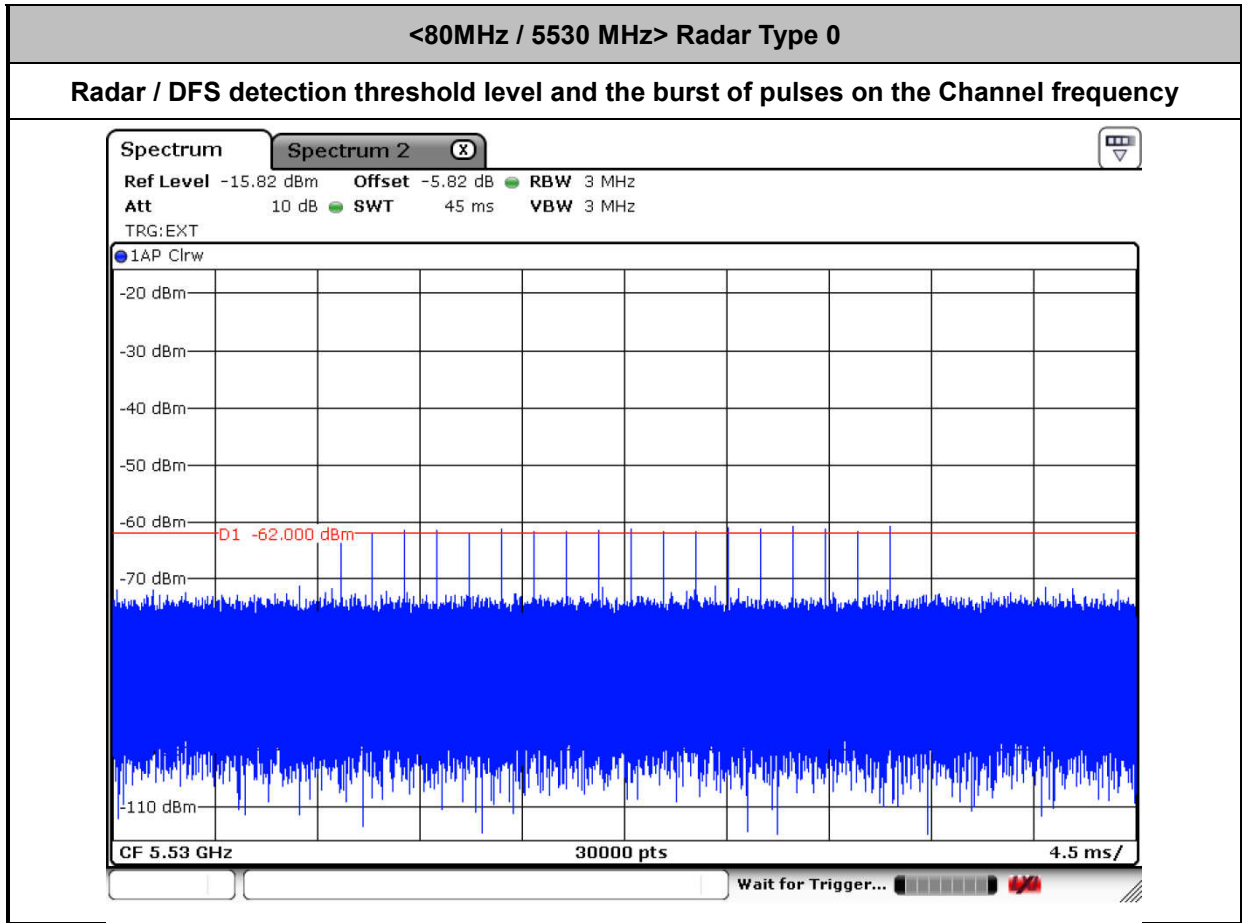 <80MHz / 5530 MHz> Radar Type 0
Radar / DFS detection threshold level and the burst of pulses on the Channel frequency
Spectrum Spectrum 2 X
Ref Level -15.82 dBm Offset -5.82 dB RBW 3 MHz
Att 10 dB SWT 45 ms VBW 3 MHz
TRG:EXT
1AP Clrw
-20 dBm
-30 dBm
-40 dBm
-50 dBm
-60 dBm
D1 -62.000 dBm
-70 dBm
-110 dBm
CF 5.53 GHz 30000 pts 4.5 ms/
Wait for Trigger...